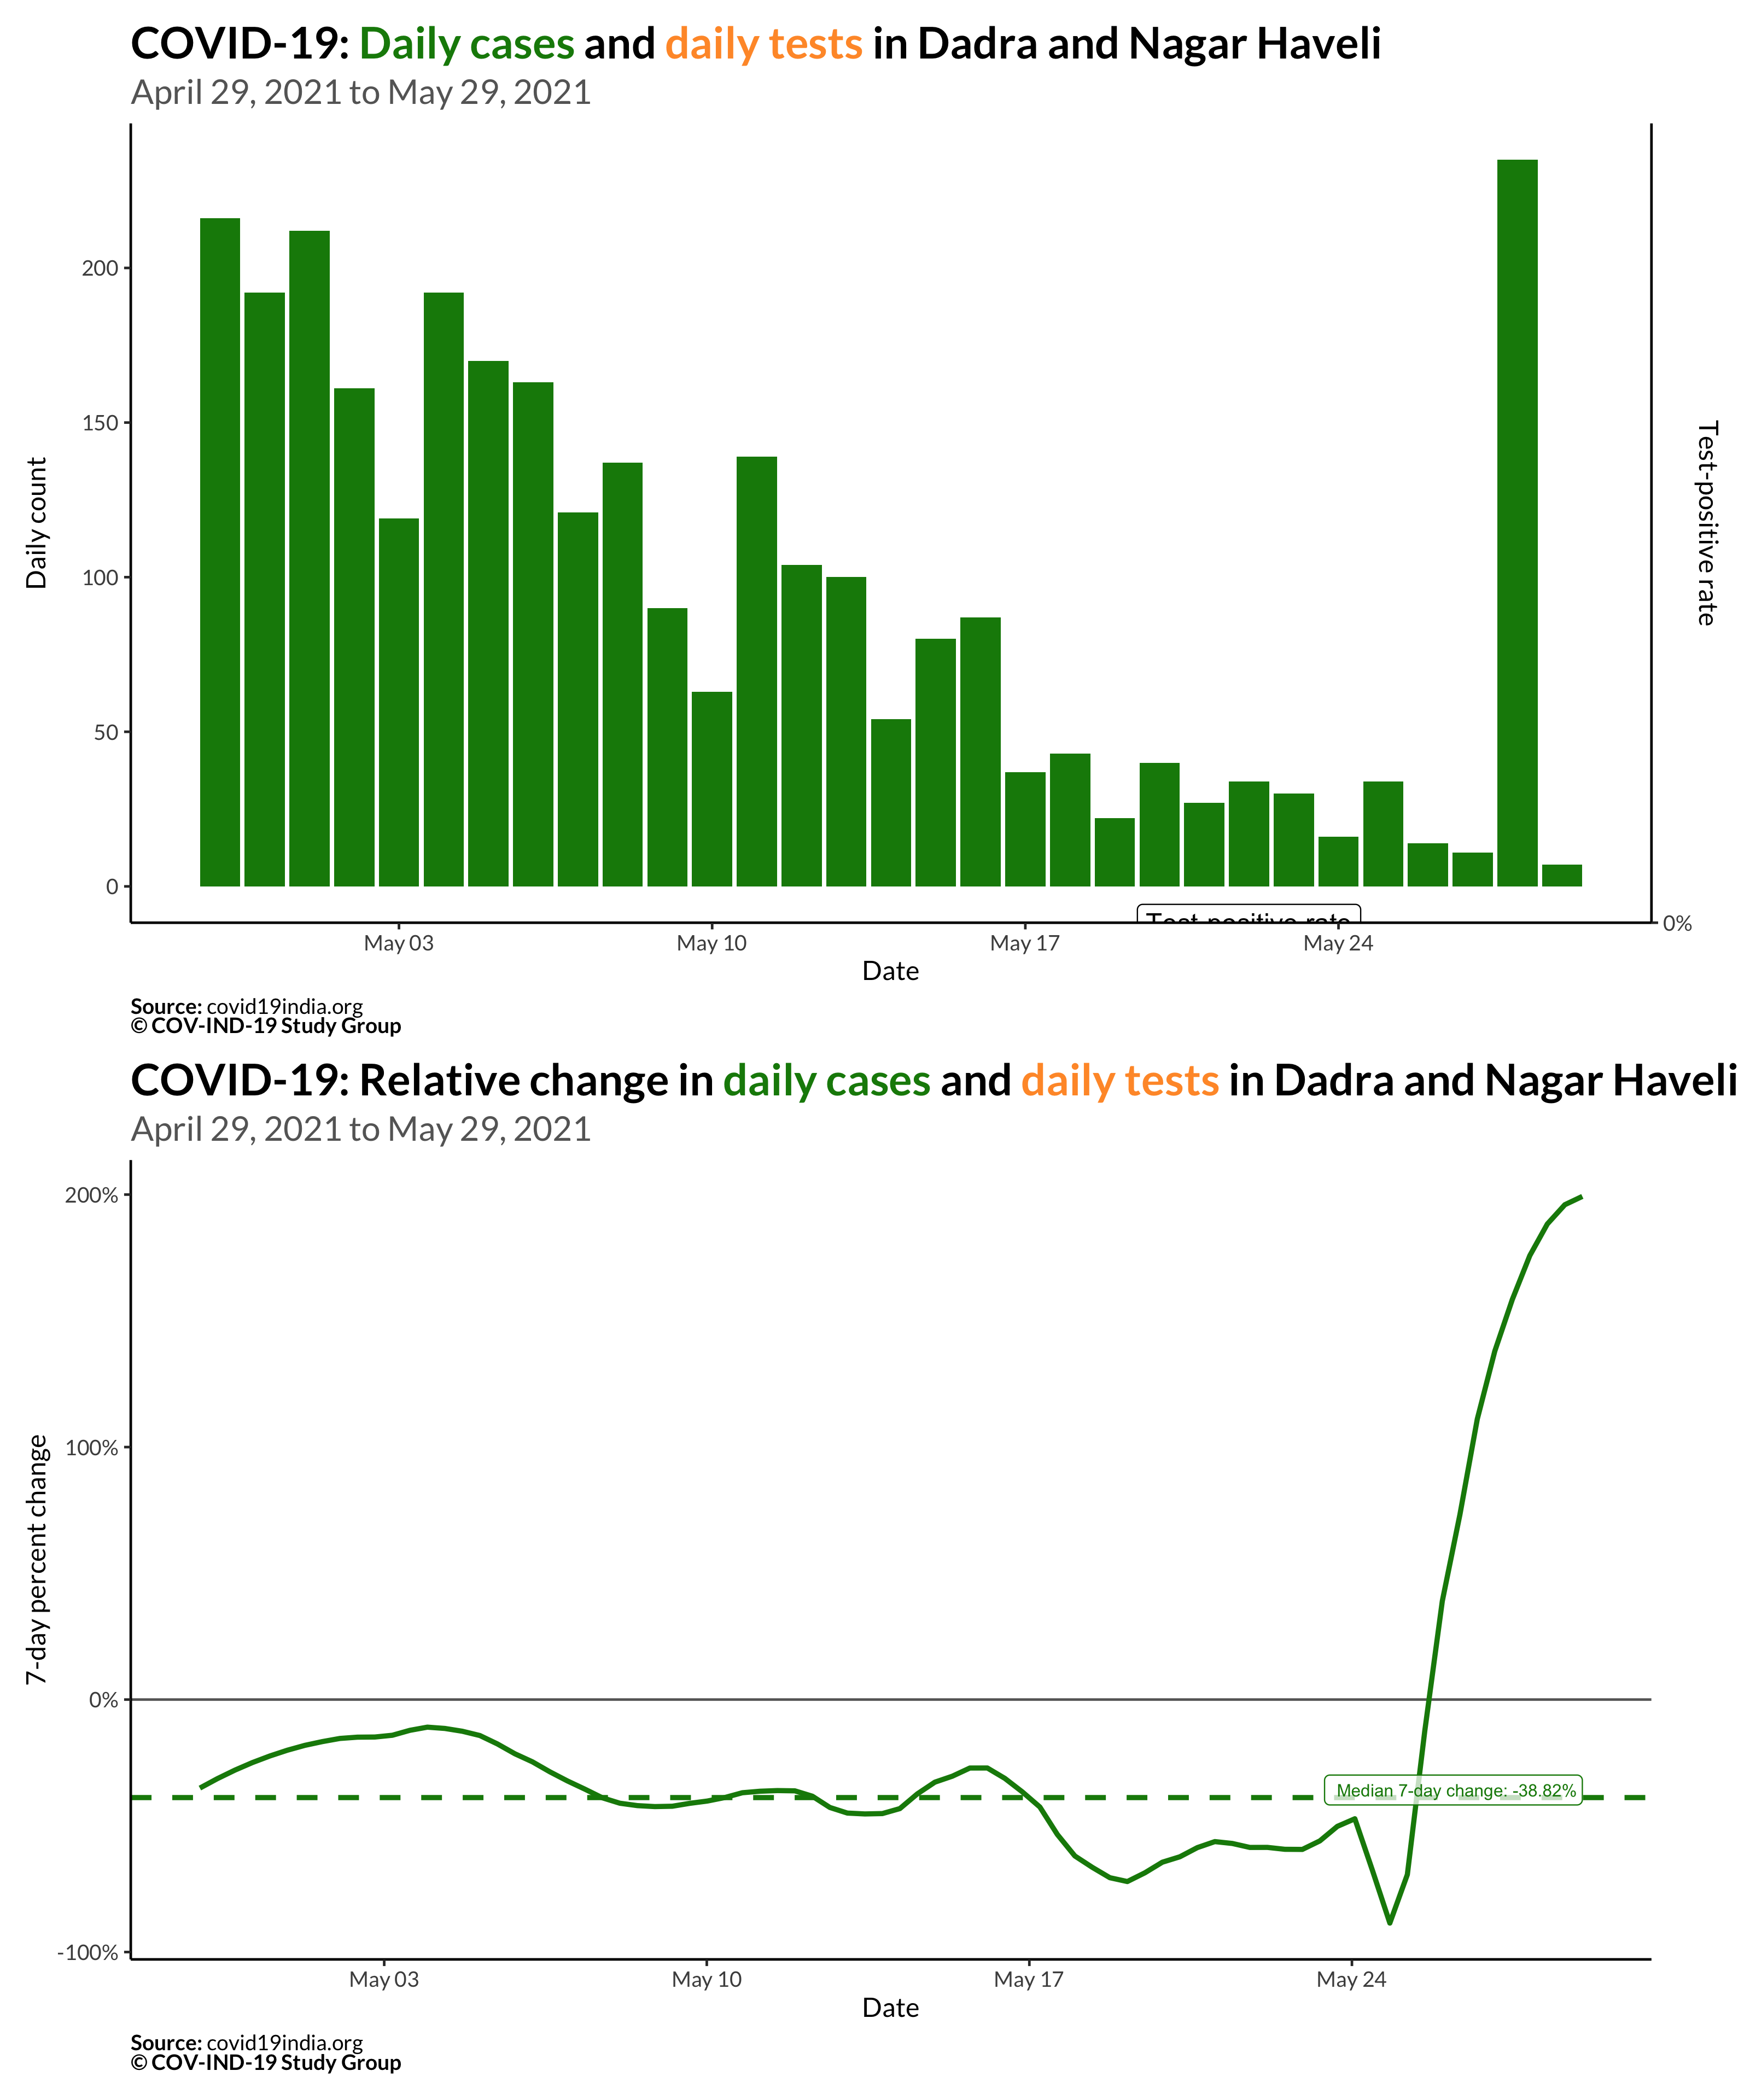 COVID-19: Daily cases and daily tests in Dadra and Nagar Haveli
April 29, 2021 to May 29, 2021
Daily count
200
150
100
50
0
Test-positive rate
0%
Test-positive rate
May 03
May 10
May 17
May 24
Date
Source: covid19india.org
© COV-IND-19 Study Group
COVID-19: Relative change in daily cases and daily tests in Dadra and Nagar Haveli
April 29, 2021 to May 29, 2021
7-day percent change
200%
100%
0%
-100%
Median 7-day change: -38.82%
May 03
May 10
May 17
May 24
Date
Source: covid19india.org
© COV-IND-19 Study Group